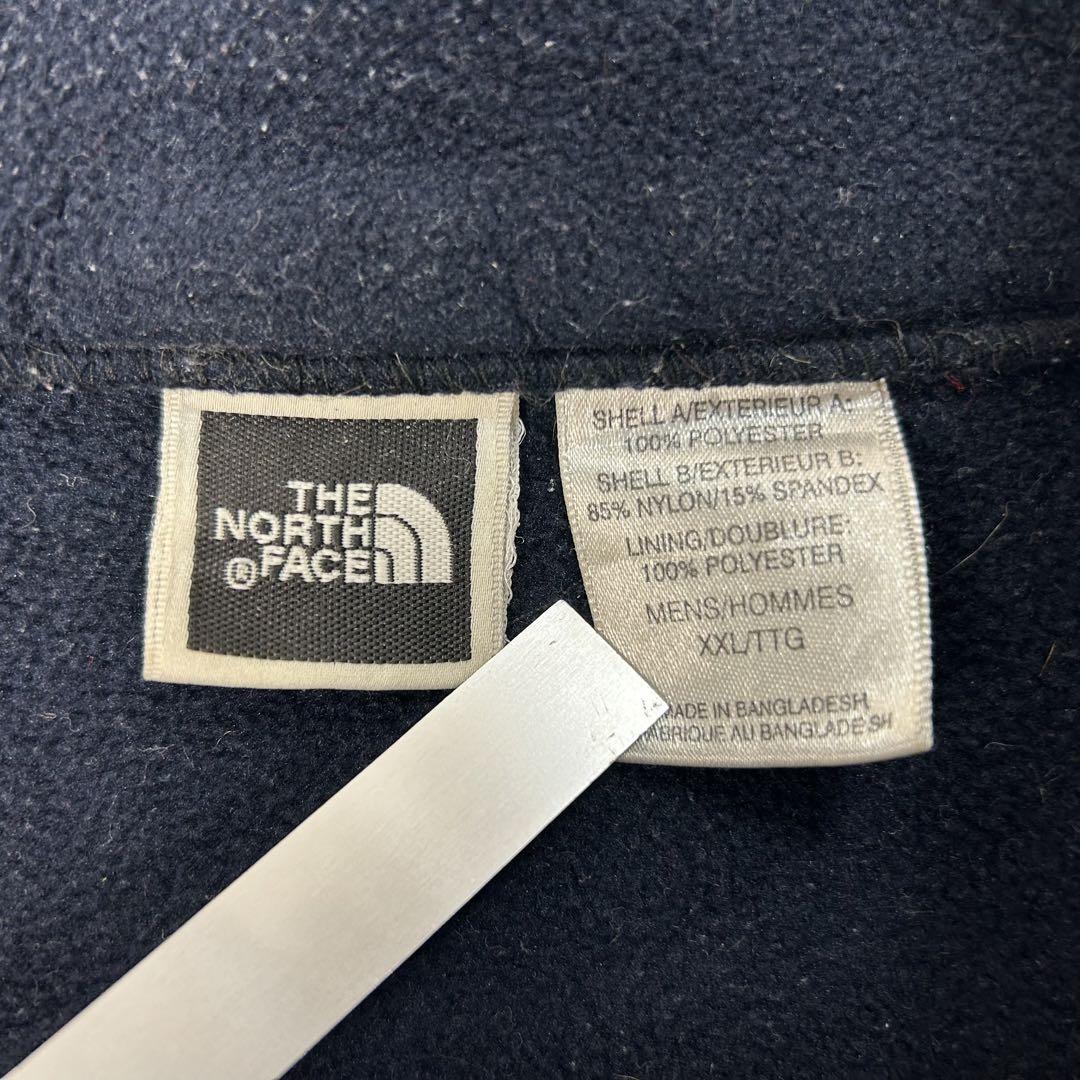 THE
NORTH
®FACE
SHELL A/EXTERIEUR A:
100% POLYESTER
SHELL B/EXTERIEUR B:
85% NYLON/15% SPANDEX
LINING/DOUBLURE:
100% POLYESTER
MENS/HOMMES
XXL/TTG
MADE IN BANGLADESH
FABRIQUE AU BANGLADESH